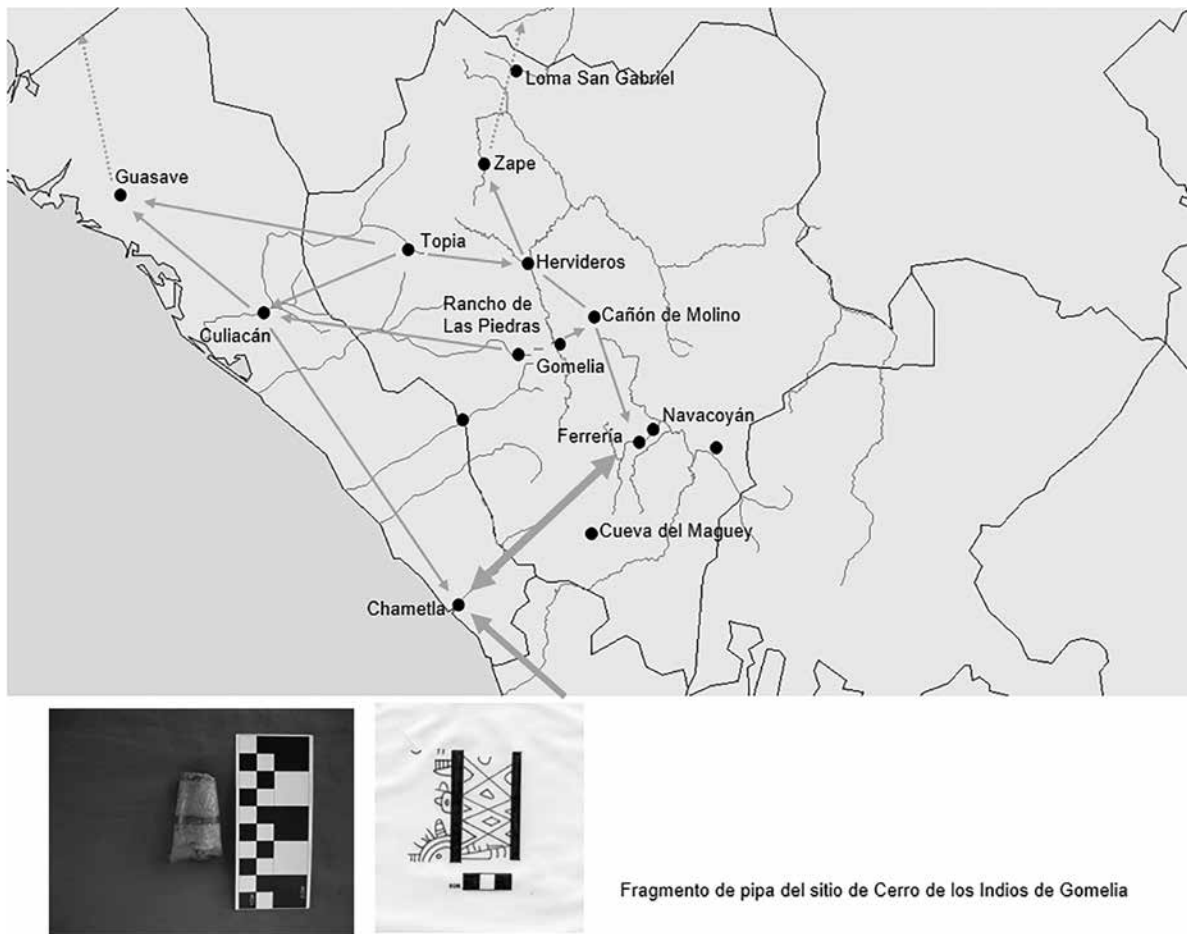 Loma San Gabriel
Zape
Guasave
Topia
Hervideros
Rancho de
Las Piedras
Cañón de Molino
Culiacán
Gomelia
Navacoyán
Ferrería
Cueva del Maguey
Chametla
Fragmento de pipa del sitio de Cerro de los Indios de Gomelia